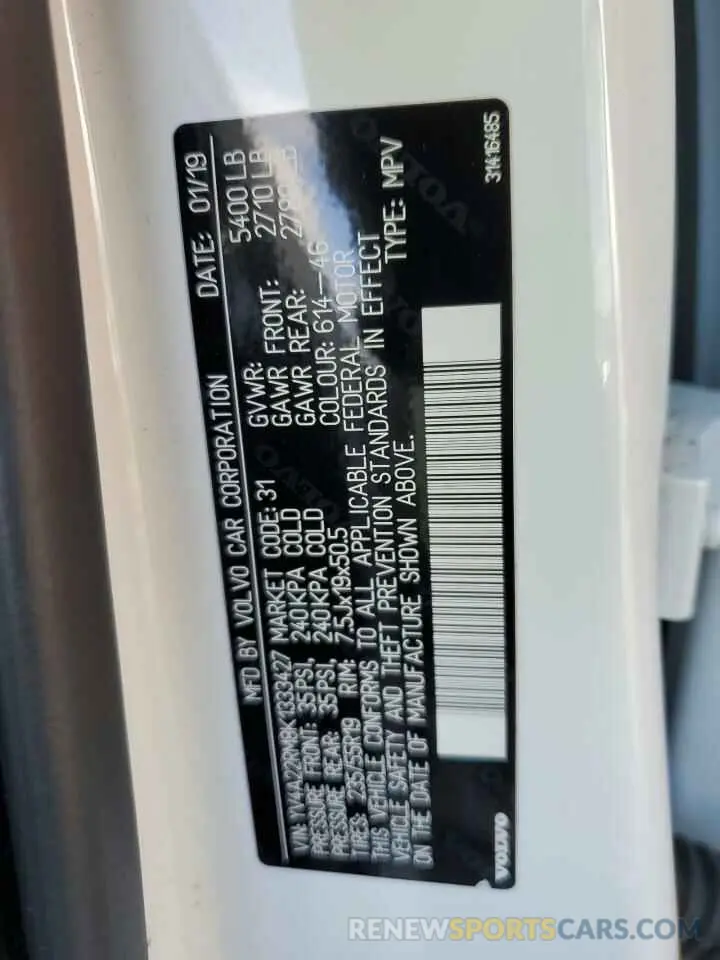 MFD BY VOLVO CAR CORPORATION DATE: 01/19
VIN: YV4A22RM9K1333427 MARKET CODE: 31 GVWR: 5400 LB
PRESSURE FRONT: 35PSI, 240KPA COLD GAWR FRONT: 2710 LB
PRESSURE REAR: 35PSI, 240KPA COLD GAWR REAR:
TIRES: 235/55R19 RIM: 7.5Jx19x50.5 COLOUR: 614—46
THIS VEHICLE CONFORMS TO ALL APPLICABLE FEDERAL MOTOR
VEHICLE SAFETY AND THEFT PREVENTION STANDARDS IN EFFECT
ON THE DATE OF MANUFACTURE SHOWN ABOVE. TYPE: MPV
VOLVO
31416485
RENEWSPORTSCARS.COM